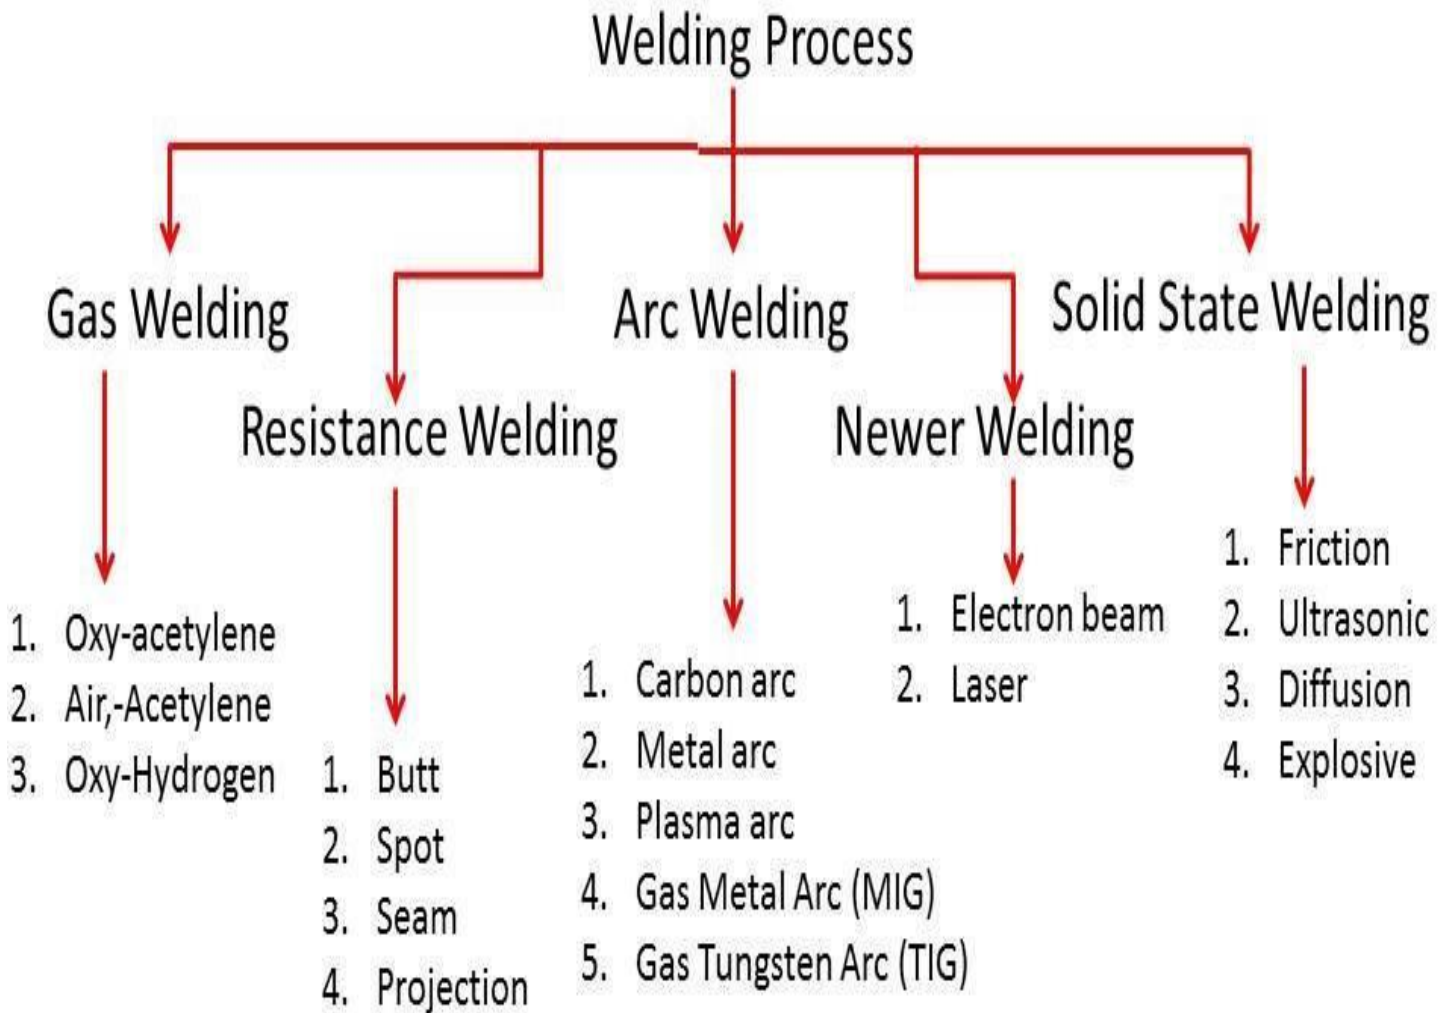 Welding Process
Gas Welding
Resistance Welding
Arc Welding
Newer Welding
Solid State Welding
1. Oxy-acetylene
2. Air,-Acetylene
3. Oxy-Hydrogen
1. Butt
2. Spot
3. Seam
4. Projection
1. Carbon arc
2. Metal arc
3. Plasma arc
4. Gas Metal Arc (MIG)
5. Gas Tungsten Arc (TIG)
1. Electron beam
2. Laser
1. Friction
2. Ultrasonic
3. Diffusion
4. Explosive